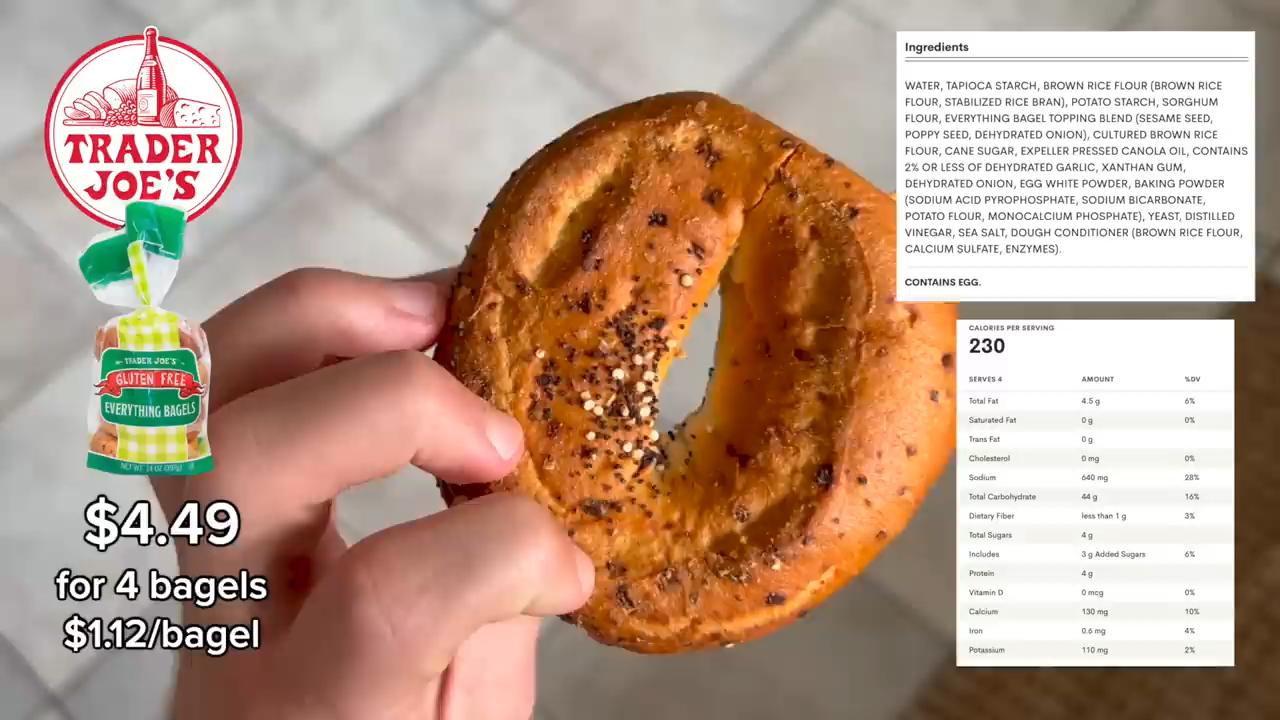 TRADER
JOE'S
TRADER JOE'S
GLUTEN FREE
EVERYTHING BAGELS
NET WT. 14 OZ (397g)
$4.49
for 4 bagels
$1.12/bagel
Ingredients
WATER, TAPIOCA STARCH, BROWN RICE FLOUR (BROWN RICE
FLOUR, STABILIZED RICE BRAN), POTATO STARCH, SORGHUM
FLOUR, EVERYTHING BAGEL TOPPING BLEND (SESAME SEED,
POPPY SEED, DEHYDRATED ONION), CULTURED BROWN RICE
FLOUR, CANE SUGAR, EXPELLER PRESSED CANOLA OIL, CONTAINS
2% OR LESS OF DEHYDRATED GARLIC, XANTHAN GUM,
DEHYDRATED ONION, EGG WHITE POWDER, BAKING POWDER
(SODIUM ACID PYROPHOSPHATE, SODIUM BICARBONATE,
POTATO FLOUR, MONOCALCIUM PHOSPHATE), YEAST, DISTILLED
VINEGAR, SEA SALT, DOUGH CONDITIONER (BROWN RICE FLOUR,
CALCIUM SULFATE, ENZYMES).
CONTAINS EGG.
CALORIES PER SERVING
230
SERVES 4 AMOUNT %DV
Total Fat 4.5 g 6%
Saturated Fat 0 g 0%
Trans Fat 0 g
Cholesterol 0 mg 0%
Sodium 640 mg 28%
Total Carbohydrate 44 g 16%
Dietary Fiber less than 1 g 3%
Total Sugars 4 g
Includes 3 g Added Sugars 6%
Protein 4 g
Vitamin D 0 mcg 0%
Calcium 130 mg 10%
Iron 0.6 mg 4%
Potassium 110 mg 2%